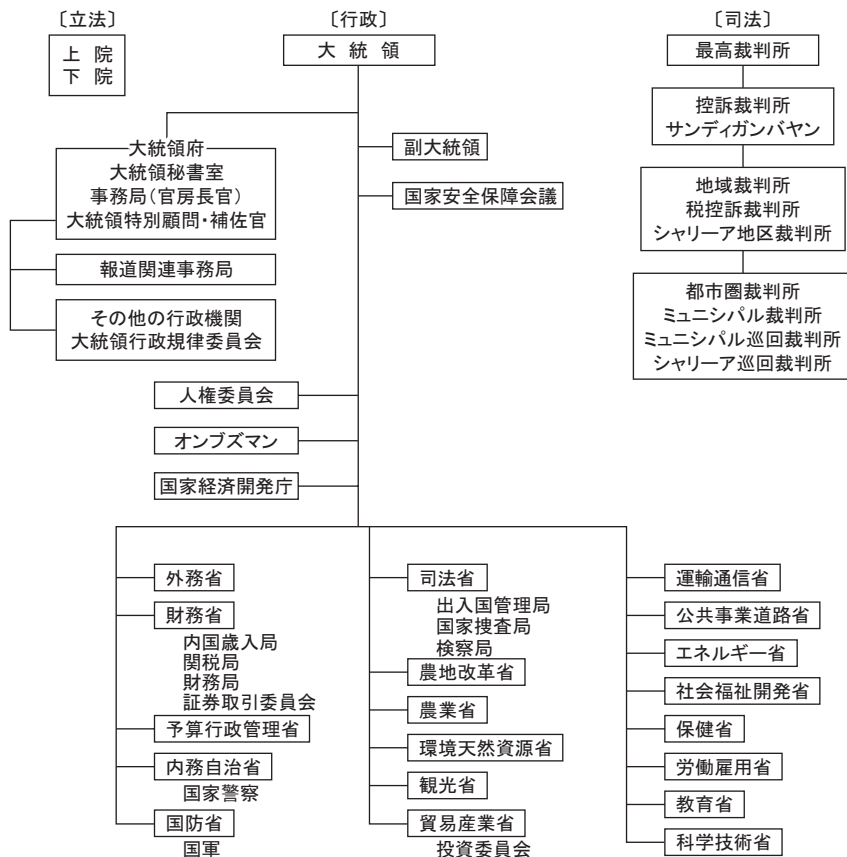 〔立法〕
上 院
下 院
〔行政〕
大 統 領
大統領府
大統領秘書室
事務局(官房長官)
大統領特別顧問・補佐官
報道関連事務局
その他の行政機関
大統領行政規律委員会
副大統領
国家安全保障会議
人権委員会
オンブズマン
国家経済開発庁
〔司法〕
最高裁判所
控訴裁判所
サンディガンバヤン
地域裁判所
税控訴裁判所
シャリーア地区裁判所
都市圏裁判所
ミュニシパル裁判所
ミュニシパル巡回裁判所
シャリーア巡回裁判所
外務省
財務省
内国歳入局
関税局
財務局
証券取引委員会
予算行政管理省
内務自治省
国家警察
国防省
国軍
司法省
出入国管理局
国家捜査局
検察局
農地改革省
農業省
環境天然資源省
観光省
貿易産業省
投資委員会
運輸通信省
公共事業道路省
エネルギー省
社会福祉開発省
保健省
労働雇用省
教育省
科学技術省